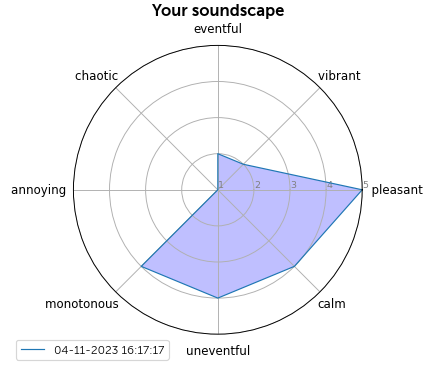 Your soundscape
eventful
chaotic
vibrant
annoying
1 2 3 4 5
pleasant
monotonous
calm
uneventful
04-11-2023 16:17:17